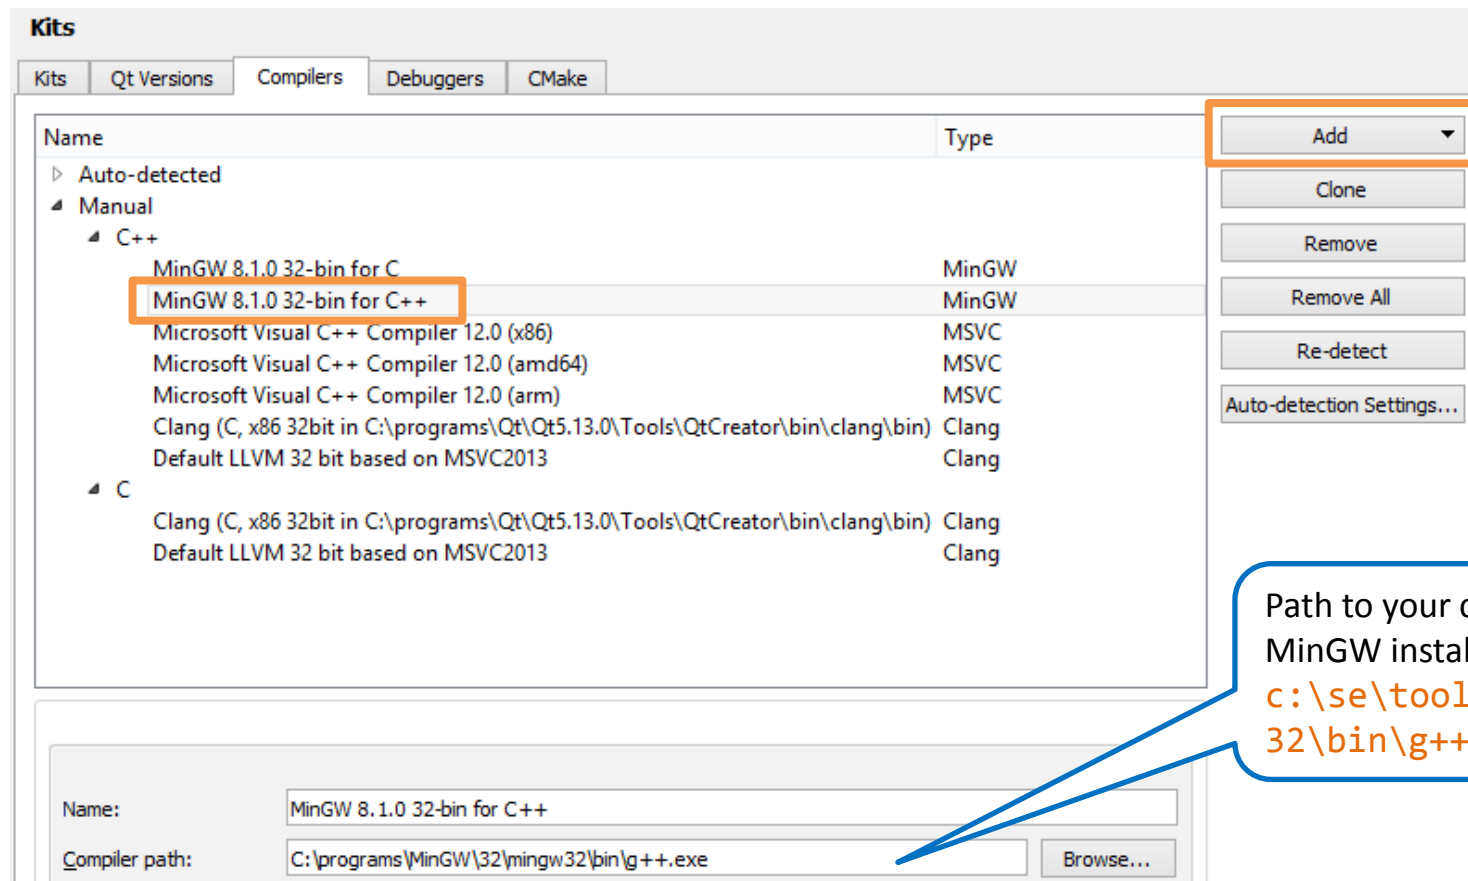 Kits
Kits Qt Versions Compilers Debuggers CMake
Name Type
Auto-detected
Manual
C++
MinGW 8.1.0 32-bin for C MinGW
MinGW 8.1.0 32-bin for C++ MinGW
Microsoft Visual C++ Compiler 12.0 (x86) MSVC
Microsoft Visual C++ Compiler 12.0 (amd64) MSVC
Microsoft Visual C++ Compiler 12.0 (arm) MSVC
Clang (C, x86 32bit in C:\programs\Qt\Qt5.13.0\Tools\QtCreator\bin\clang\bin) Clang
Default LLVM 32 bit based on MSVC2013 Clang
C
Clang (C, x86 32bit in C:\programs\Qt\Qt5.13.0\Tools\QtCreator\bin\clang\bin) Clang
Default LLVM 32 bit based on MSVC2013 Clang
Add
Clone
Remove
Remove All
Re-detect
Auto-detection Settings...
Path to your
MinGW instal
c:\se\tool
32\bin\g++
Name: MinGW 8.1.0 32-bin for C++
Compiler path: C:\programs\MinGW\32\mingw32\bin\g++.exe Browse...